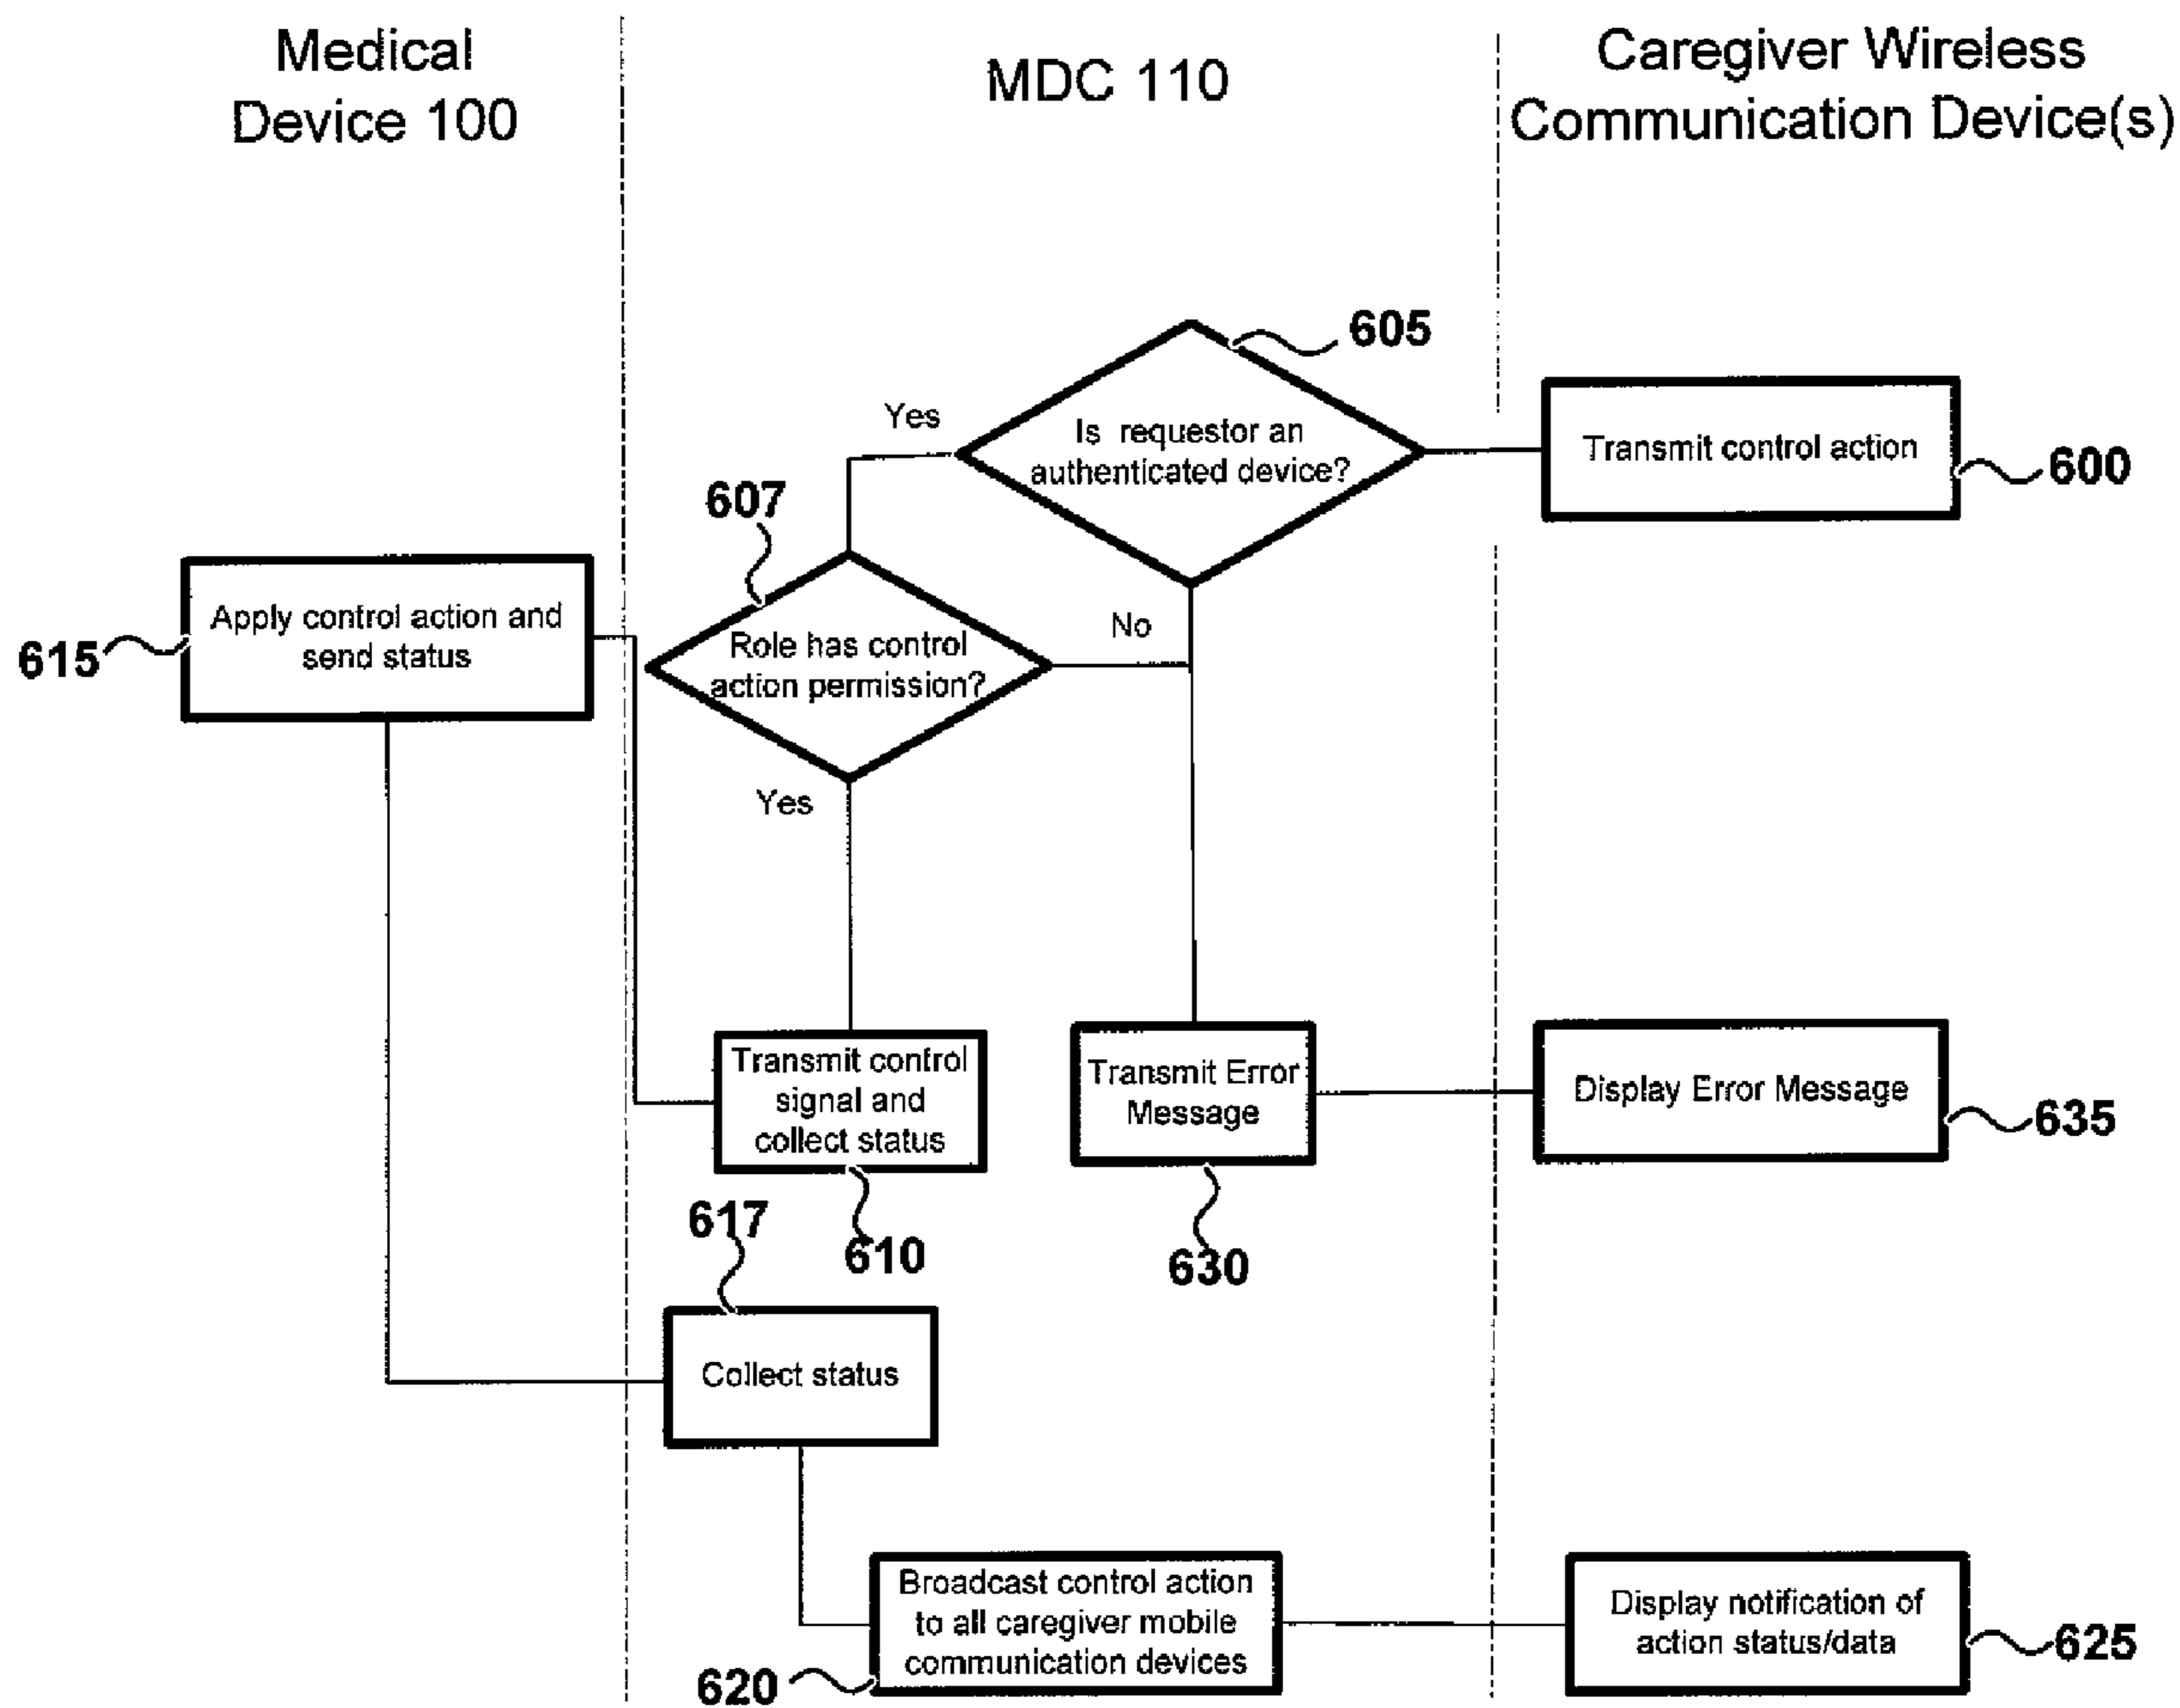 Medical
Device 100
MDC 110
Caregiver Wireless
Communication Device(s)
605
Yes
Is requestor an
authenticated device?
Transmit control action
600
607
Apply control action and
send status
615
Role has control
action permission?
No
Yes
Transmit control
signal and
collect status
610
Transmit Error
Message
630
Display Error Message
635
617
Collect status
Broadcast control action
to all caregiver mobile
communication devices
620
Display notification of
action status/data
625